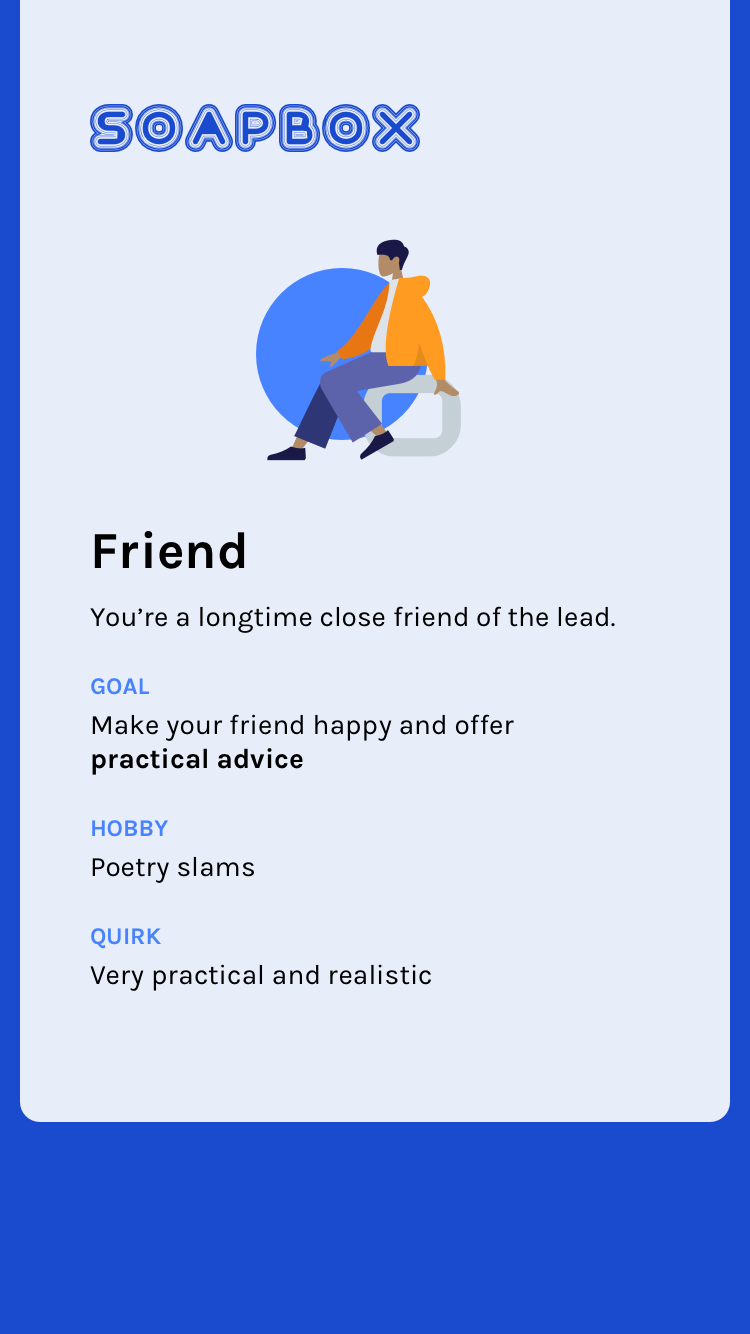 SOAPBOX
Friend
You’re a longtime close friend of the lead.
GOAL
Make your friend happy and offer
practical advice
HOBBY
Poetry slams
QUIRK
Very practical and realistic